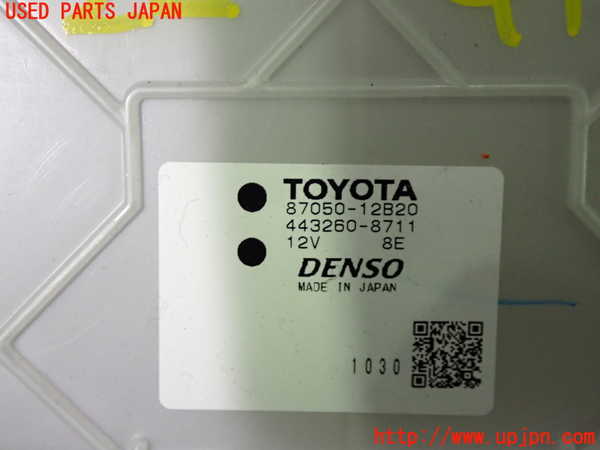 USED PARTS JAPAN
TOYOTA
87050-12B20
443260-8711
12V 8E
DENSO
MADE IN JAPAN
1030
http://www.upjpn.com/